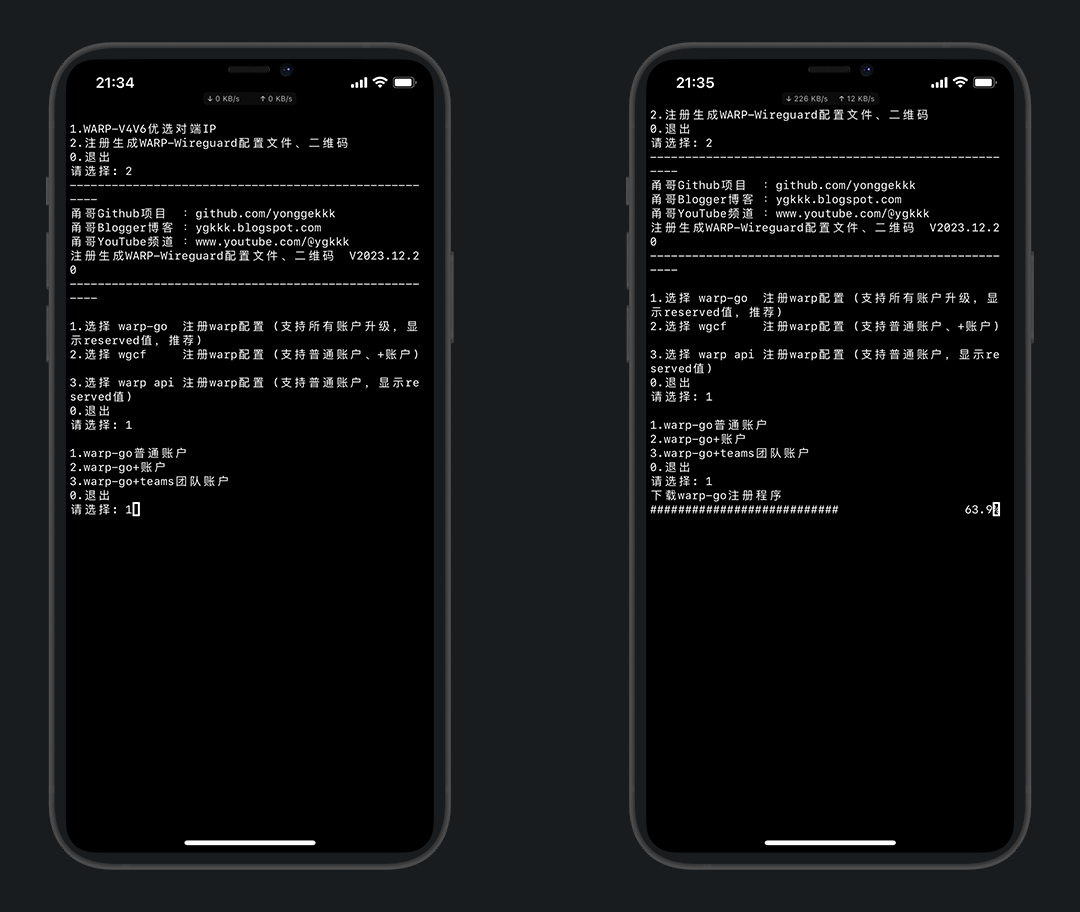 21:34
↓ 0 KB/s ↑ 0 KB/s
1.WARP-V4V6优选对端IP
2.注册生成WARP-Wireguard配置文件、二维码
0.退出
请选择: 2
--------------------------------------------------
----
甬哥Github项目 : github.com/yonggekkk
甬哥Blogger博客 : ygkkk.blogspot.com
甬哥YouTube频道 : www.youtube.com/@ygkkk
注册生成WARP-Wireguard配置文件、二维码 V2023.12.2
0
--------------------------------------------------
----
1.选择 warp-go 注册warp配置 (支持所有账户升级, 显
示reserved值, 推荐)
2.选择 wgcf 注册warp配置 (支持普通账户、+账户)
3.选择 warp api 注册warp配置 (支持普通账户, 显示re
served值)
0.退出
请选择: 1
1.warp-go普通账户
2.warp-go+账户
3.warp-go+teams团队账户
0.退出
请选择: 1
21:35
↓ 226 KB/s ↑ 12 KB/s
2.注册生成WARP-Wireguard配置文件、二维码
0.退出
请选择: 2
--------------------------------------------------
----
甬哥Github项目 : github.com/yonggekkk
甬哥Blogger博客 : ygkkk.blogspot.com
甬哥YouTube频道 : www.youtube.com/@ygkkk
注册生成WARP-Wireguard配置文件、二维码 V2023.12.2
0
--------------------------------------------------
----
1.选择 warp-go 注册warp配置 (支持所有账户升级, 显
示reserved值, 推荐)
2.选择 wgcf 注册warp配置 (支持普通账户、+账户)
3.选择 warp api 注册warp配置 (支持普通账户, 显示re
served值)
0.退出
请选择: 1
1.warp-go普通账户
2.warp-go+账户
3.warp-go+teams团队账户
0.退出
请选择: 1
下载warp-go注册程序
########################### 63.9%